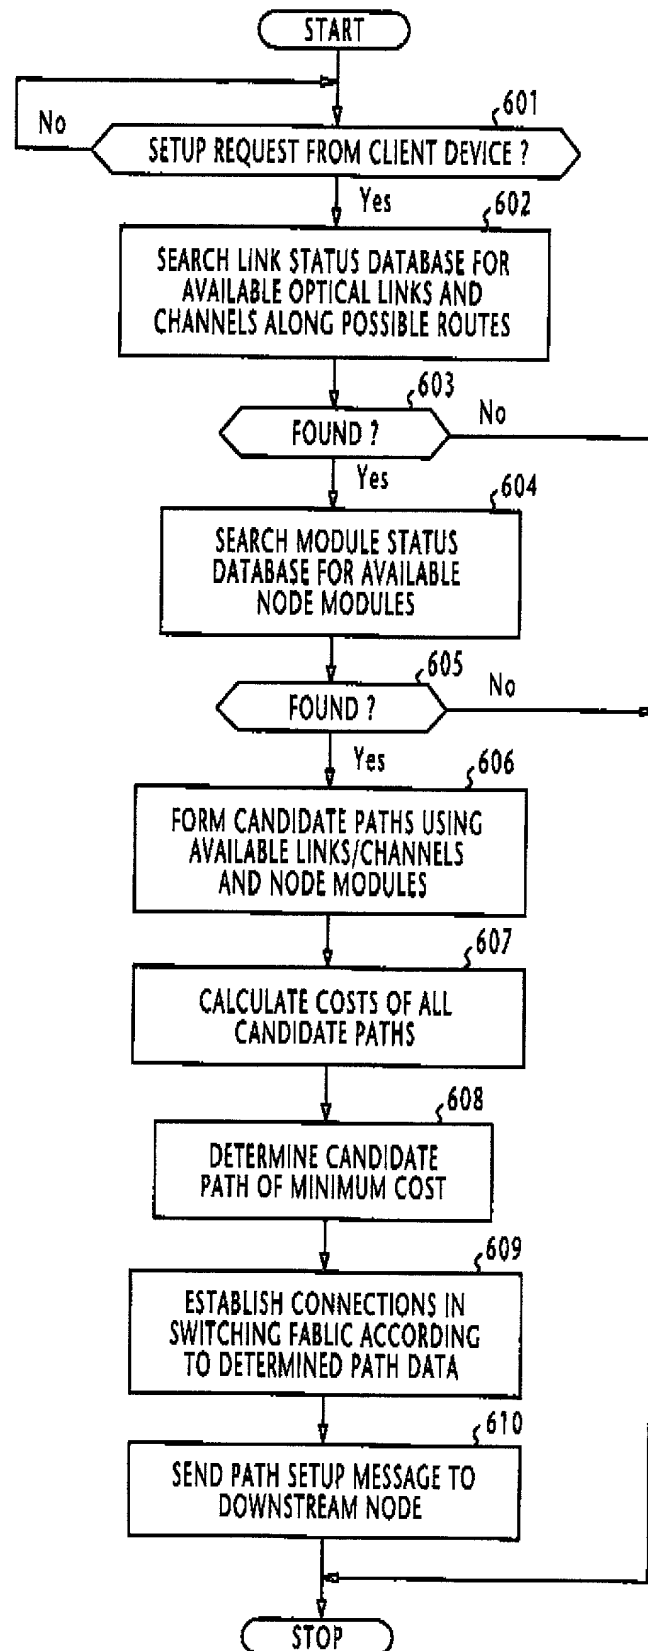 START
601
No
SETUP REQUEST FROM CLIENT DEVICE ?
Yes
602
SEARCH LINK STATUS DATABASE FOR
AVAILABLE OPTICAL LINKS AND
CHANNELS ALONG POSSIBLE ROUTES
603
No
FOUND ?
Yes
604
SEARCH MODULE STATUS
DATABASE FOR AVAILABLE
NODE MODULES
605
No
FOUND ?
Yes
606
FORM CANDIDATE PATHS USING
AVAILABLE LINKS/CHANNELS
AND NODE MODULES
607
CALCULATE COSTS OF ALL
CANDIDATE PATHS
608
DETERMINE CANDIDATE
PATH OF MINIMUM COST
609
ESTABLISH CONNECTIONS IN
SWITCHING FABLIC ACCORDING
TO DETERMINED PATH DATA
610
SEND PATH SETUP MESSAGE TO
DOWNSTREAM NODE
STOP